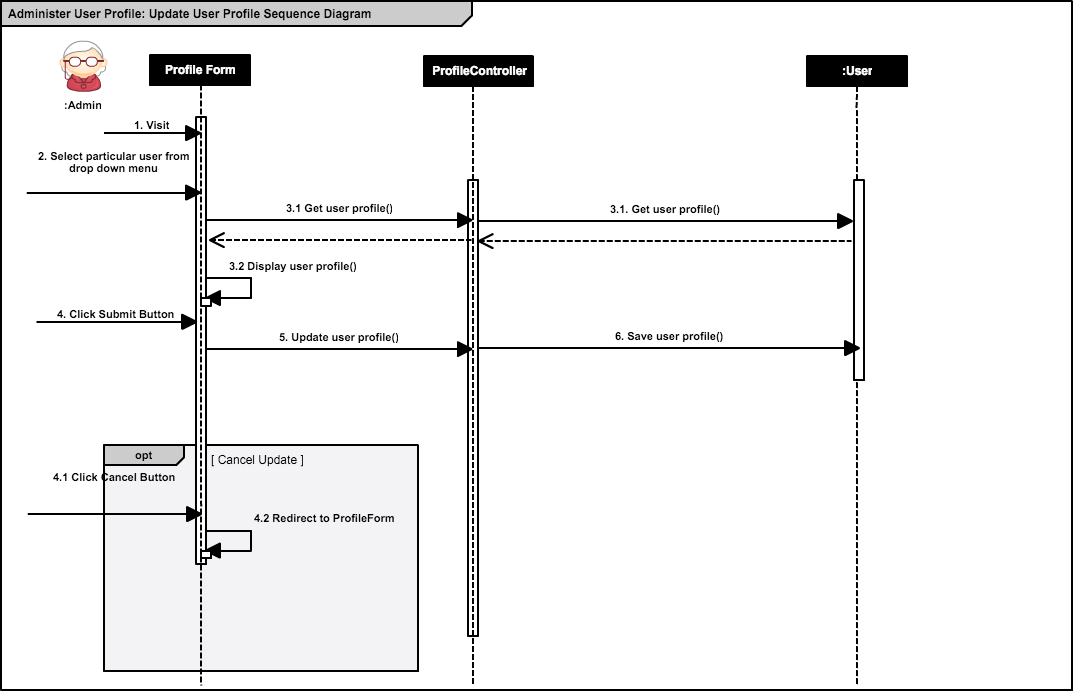 Administer User Profile: Update User Profile Sequence Diagram
Profile Form
ProfileController
:User
:Admin
1. Visit
2. Select particular user from
drop down menu
3.1 Get user profile()
3.1. Get user profile()
3.2 Display user profile()
4. Click Submit Button
5. Update user profile()
6. Save user profile()
opt
[ Cancel Update ]
4.1 Click Cancel Button
4.2 Redirect to ProfileForm